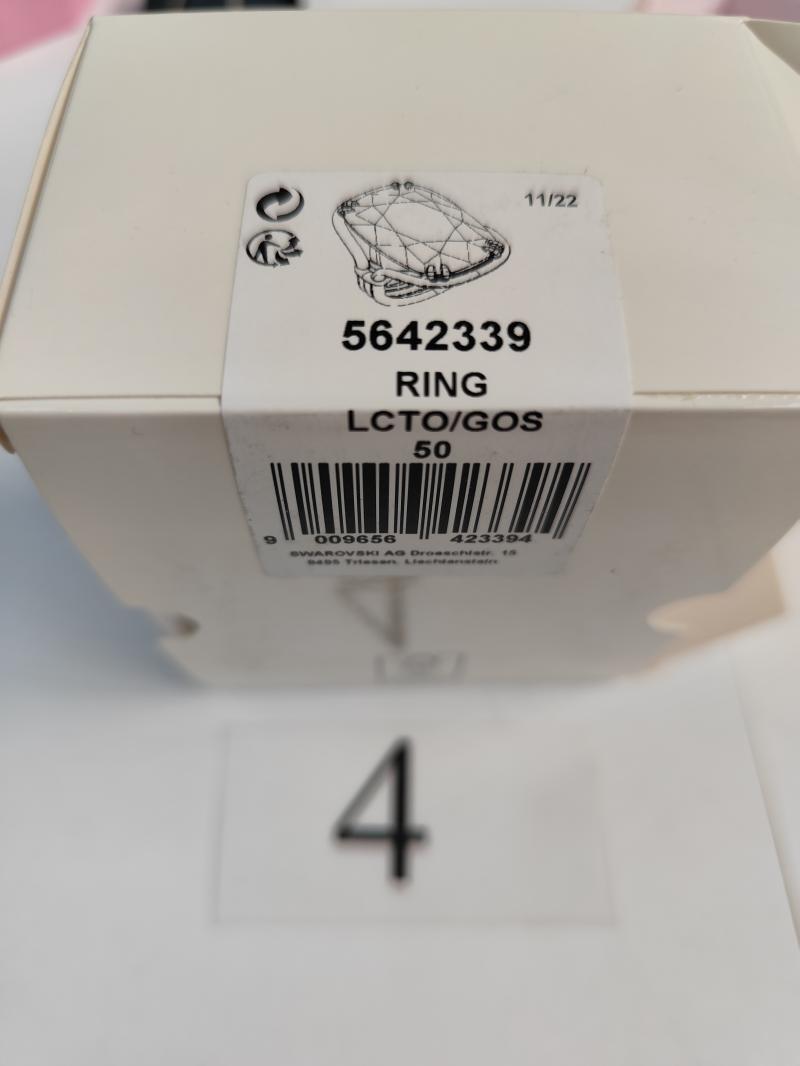 11/22
5642339
RING
LCTO/GOS
50
9 009656 423394
SWAROVSKI AG Droeschistr. 15
9495 Triesen, Liechtenstein
4